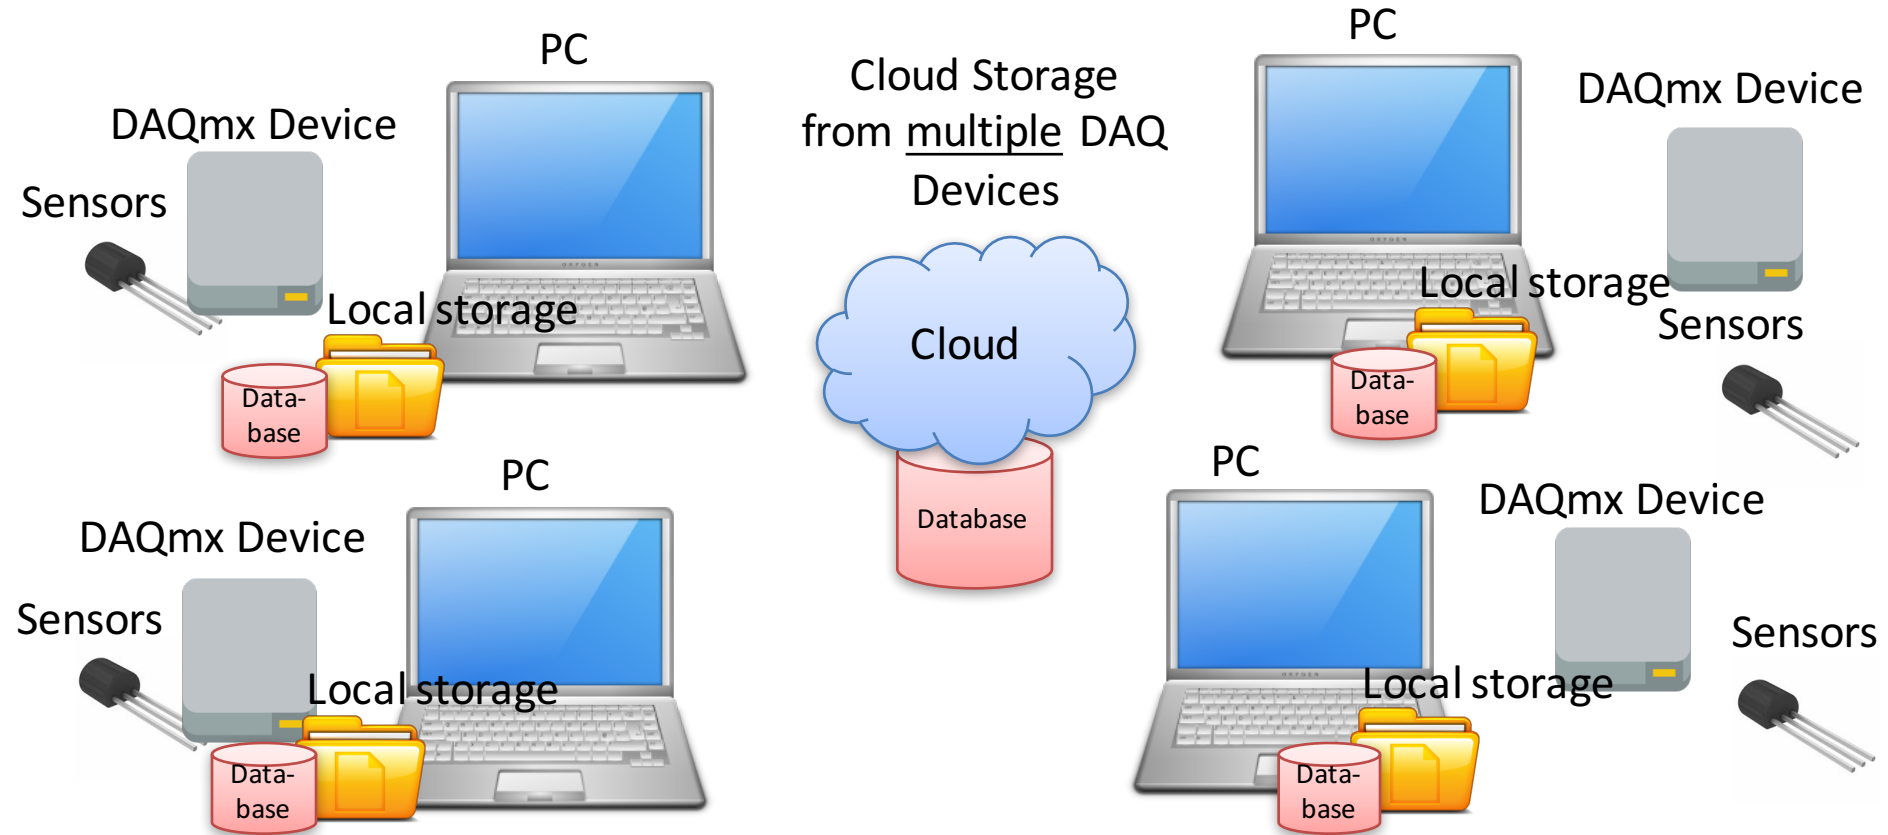 PC
DAQmx Device
Sensors
Local storage
Data-
base
Cloud Storage
from multiple DAQ
Devices
Cloud
Database
PC
DAQmx Device
Local storage
Sensors
Data-
base
PC
DAQmx Device
Sensors
Local storage
Data-
base
PC
DAQmx Device
Sensors
Local storage
Data-
base